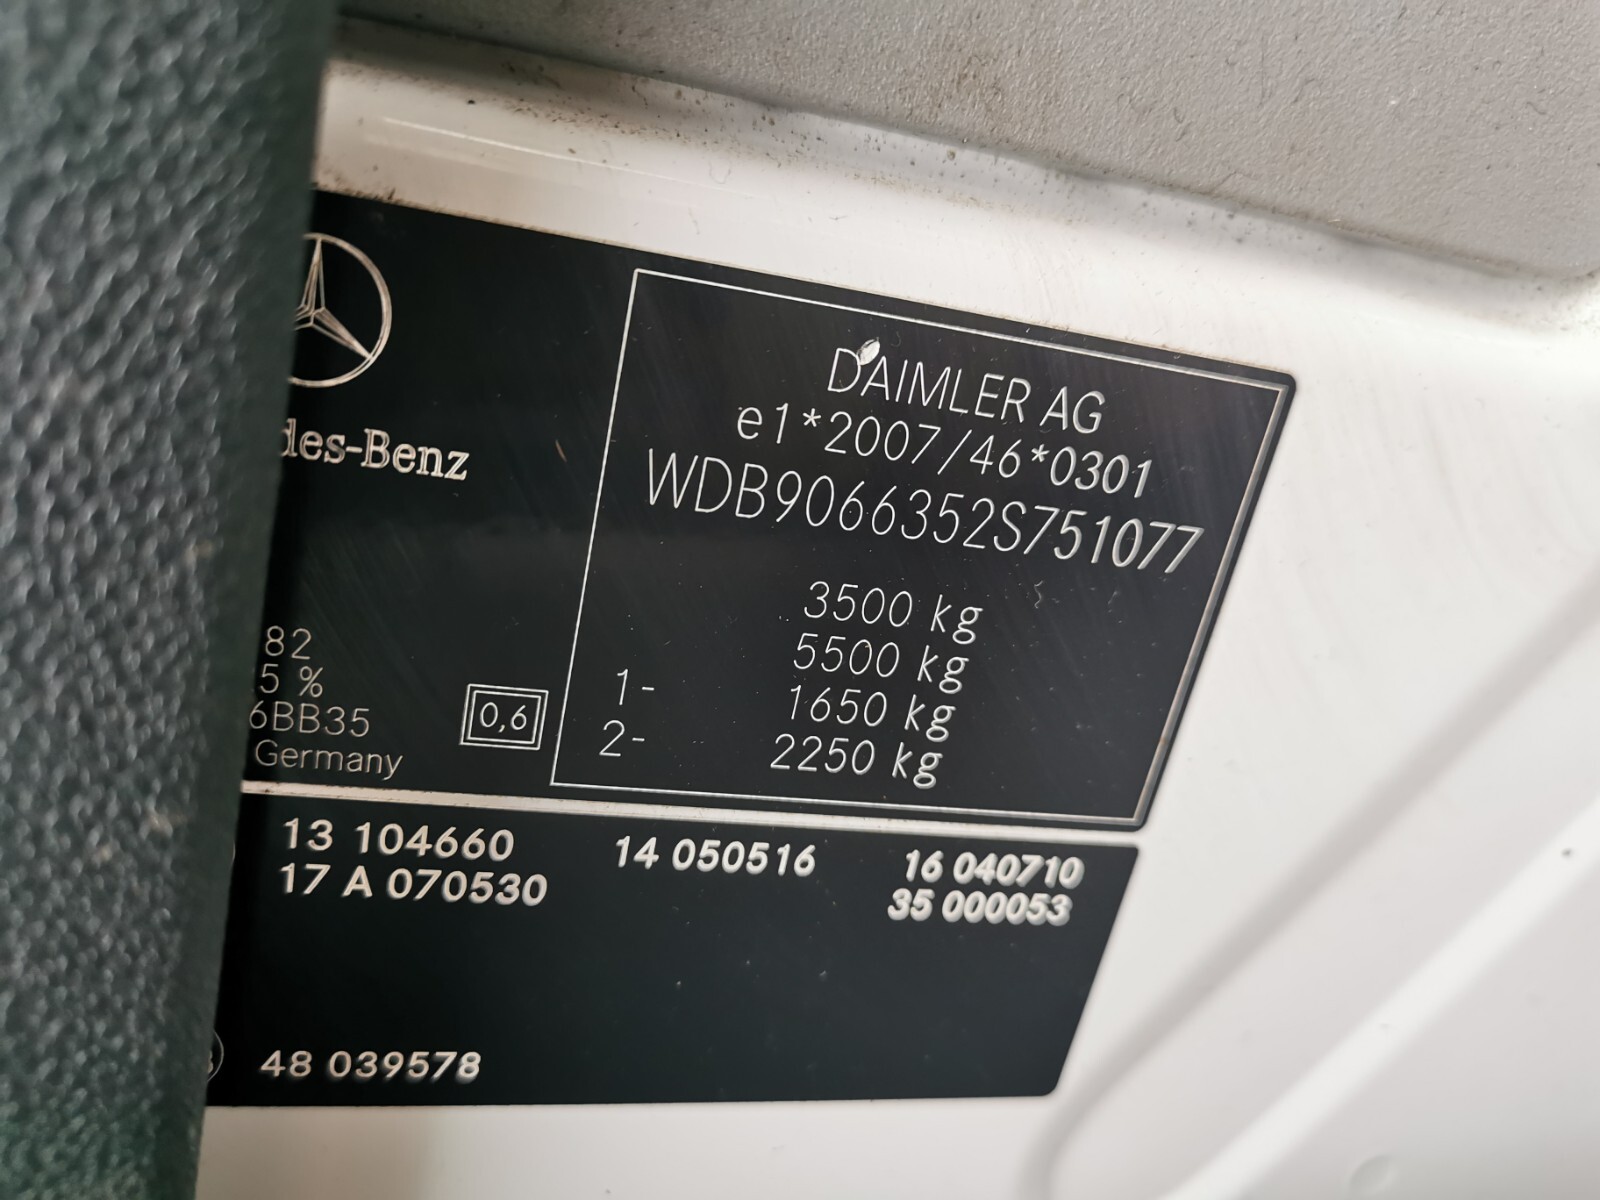 des-Benz
DAIMLER AG
e1*2007/46*0301
WDB9066352S751077
3500 kg
5500 kg
1- 1650 kg
2- 2250 kg
82
5 %
6BB35
Germany
0,6
13 104660 14 050516 16 040710
17 A 070530 35 000053
48 039578